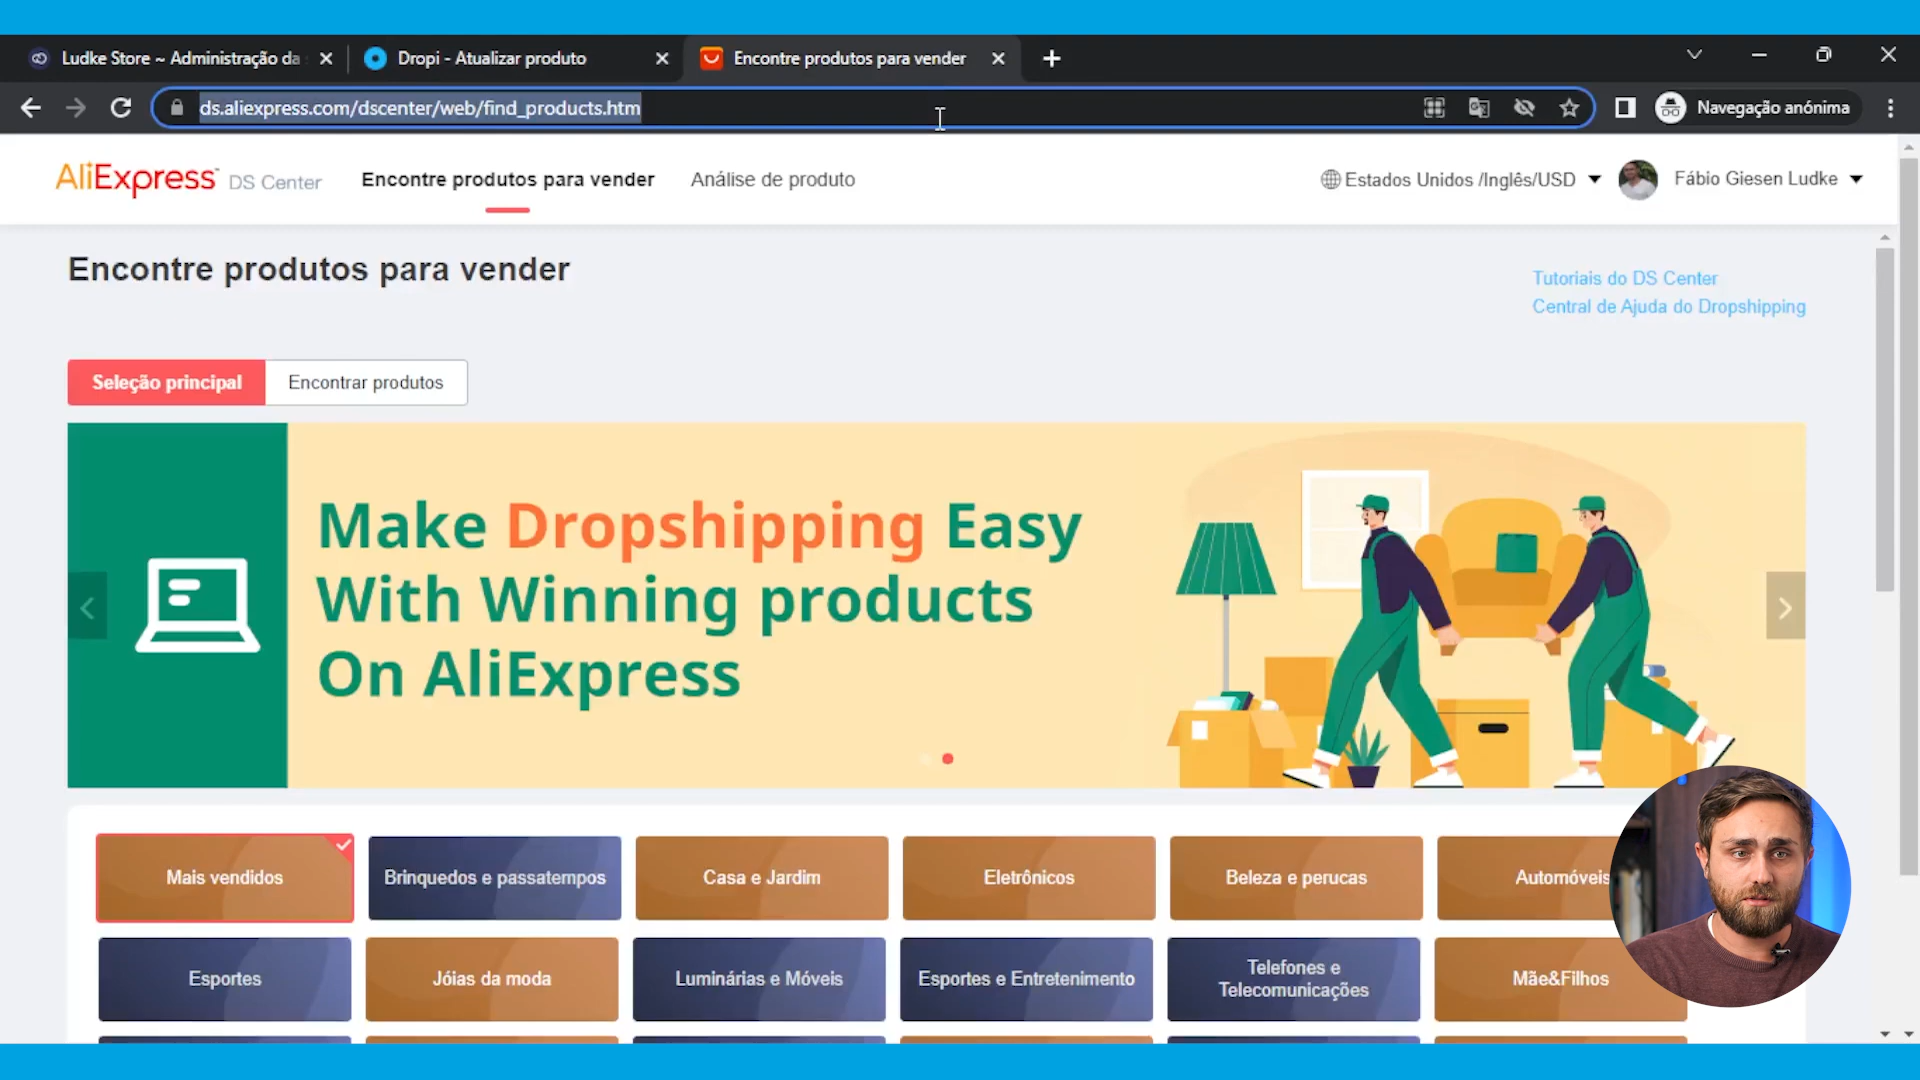 Ludke Store ~ Administração da
Dropi - Atualizar produto
Encontre produtos para vender
ds.aliexpress.com/dscenter/web/find_products.htm
Navegação anónima
AliExpress™ DS Center
Encontre produtos para vender
Análise de produto
Estados Unidos /Inglês/USD
Fábio Giesen Ludke
Encontre produtos para vender
Tutoriais do DS Center
Central de Ajuda do Dropshipping
Seleção principal
Encontrar produtos
Make Dropshipping Easy
With Winning products
On AliExpress
Mais vendidos
Brinquedos e passatempos
Casa e Jardim
Eletrônicos
Beleza e perucas
Automóveis
Esportes
Jóias da moda
Luminárias e Móveis
Esportes e Entretenimento
Telefones e
Telecomunicações
Mãe&Filhos